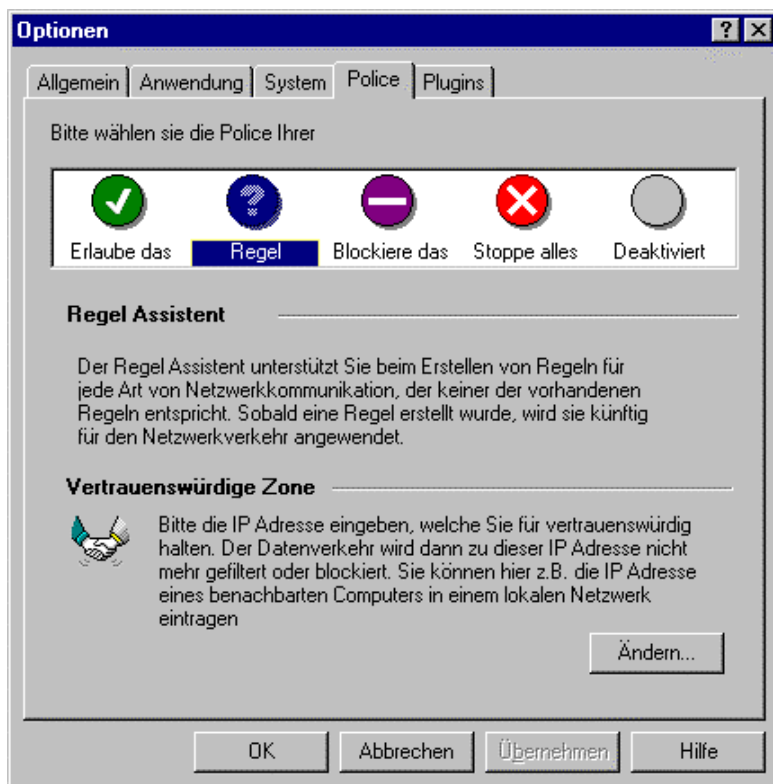 Optionen
Allgemein Anwendung System Police Plugins
Bitte wählen sie die Police Ihrer
Erlaube das Regel Blockiere das Stoppe alles Deaktiviert
Regel Assistent
Der Regel Assistent unterstützt Sie beim Erstellen von Regeln für
jede Art von Netzwerkkommunikation, der keiner der vorhandenen
Regeln entspricht. Sobald eine Regel erstellt wurde, wird sie künftig
für den Netzwerkverkehr angewendet.
Vertrauenswürdige Zone
Bitte die IP Adresse eingeben, welche Sie für vertrauenswürdig
halten. Der Datenverkehr wird dann zu dieser IP Adresse nicht
mehr gefiltert oder blockiert. Sie können hier z.B. die IP Adresse
eines benachbarten Computers in einem lokalen Netzwerk
eintragen
Ändern...
OK Abbrechen Übernehmen Hilfe